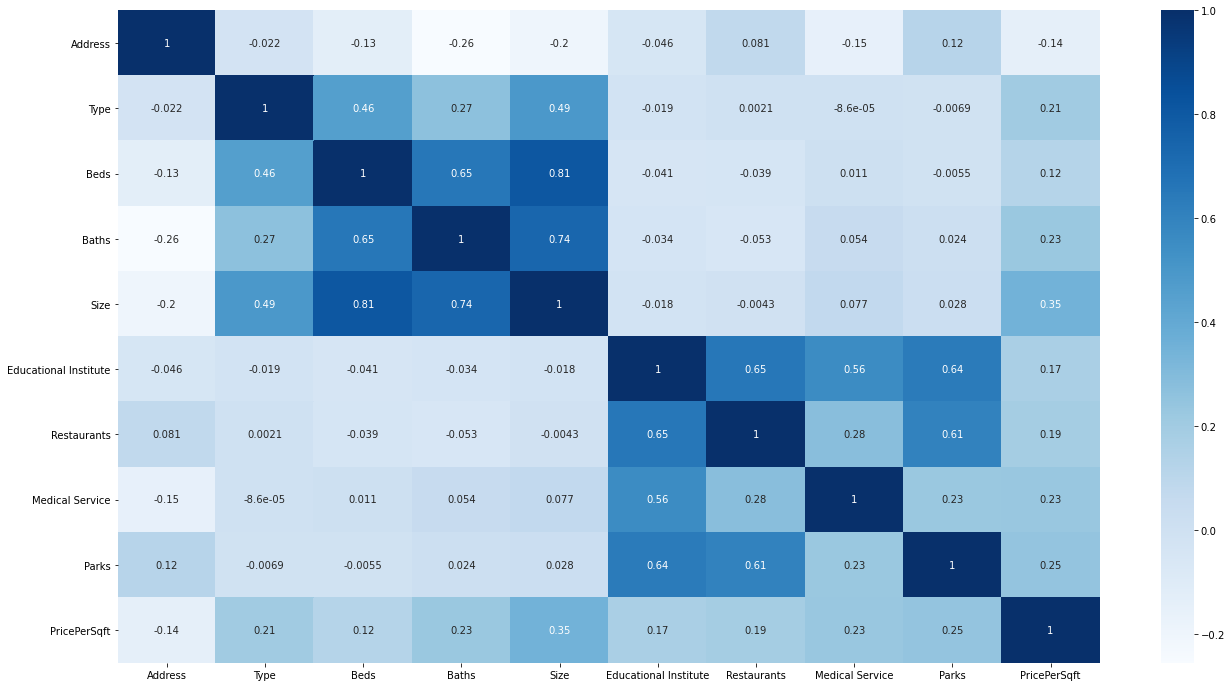 1.0
Address 1 -0.022 -0.13 -0.26 -0.2 -0.046 0.081 -0.15 0.12 -0.14
0.8
Type -0.022 1 0.46 0.27 0.49 -0.019 0.0021 -8.6e-05 -0.0069 0.21
Beds -0.13 0.46 1 0.65 0.81 -0.041 -0.039 0.011 -0.0055 0.12
0.6
Baths -0.26 0.27 0.65 1 0.74 -0.034 -0.053 0.054 0.024 0.23
Size -0.2 0.49 0.81 0.74 1 -0.018 -0.0043 0.077 0.028 0.35
0.4
Educational Institute -0.046 -0.019 -0.041 -0.034 -0.018 1 0.65 0.56 0.64 0.17
0.2
Restaurants 0.081 0.0021 -0.039 -0.053 -0.0043 0.65 1 0.28 0.61 0.19
Medical Service -0.15 -8.6e-05 0.011 0.054 0.077 0.56 0.28 1 0.23 0.23
0.0
Parks 0.12 -0.0069 -0.0055 0.024 0.028 0.64 0.61 0.23 1 0.25
PricePerSqft -0.14 0.21 0.12 0.23 0.35 0.17 0.19 0.23 0.25 1
−0.2
Address Type Beds Baths Size Educational Institute Restaurants Medical Service Parks PricePerSqft